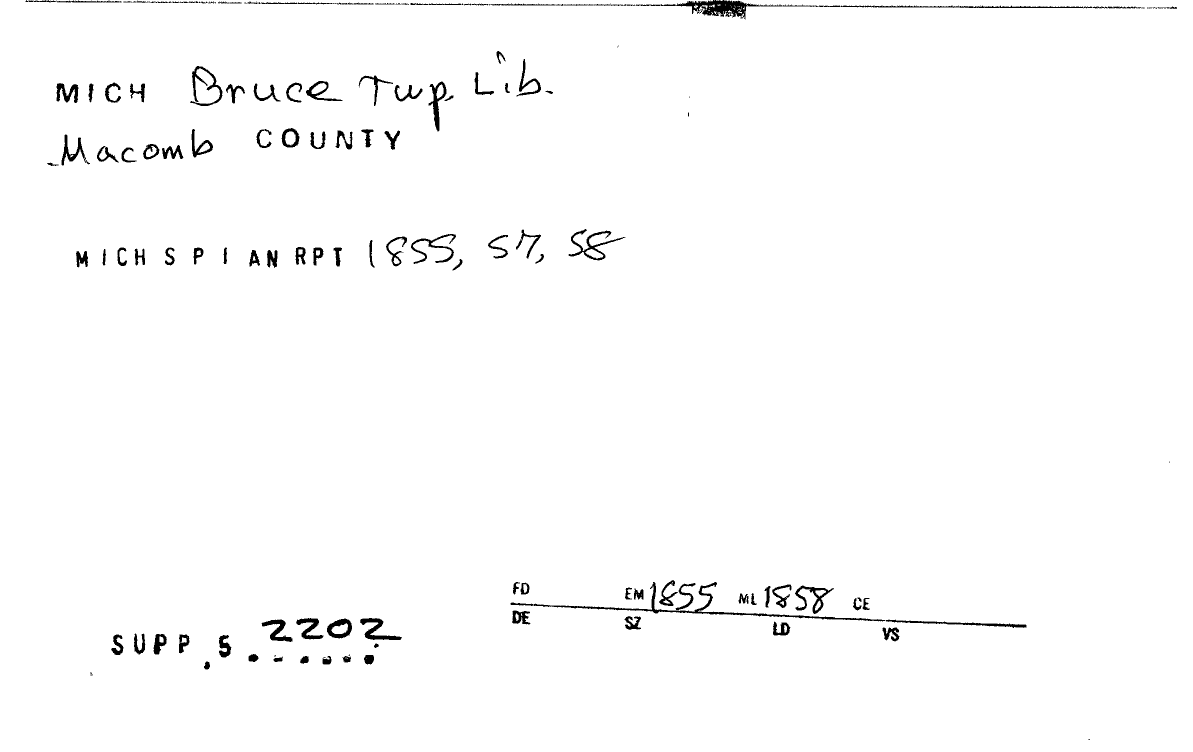 MICH Bruce Twp. Lib.
Macomb COUNTY
MICH S P I AN RPT 1855, 57, 58
FD EM 1855 ML 1858 CE
DE SZ LD VS
SUPP, 5 2202